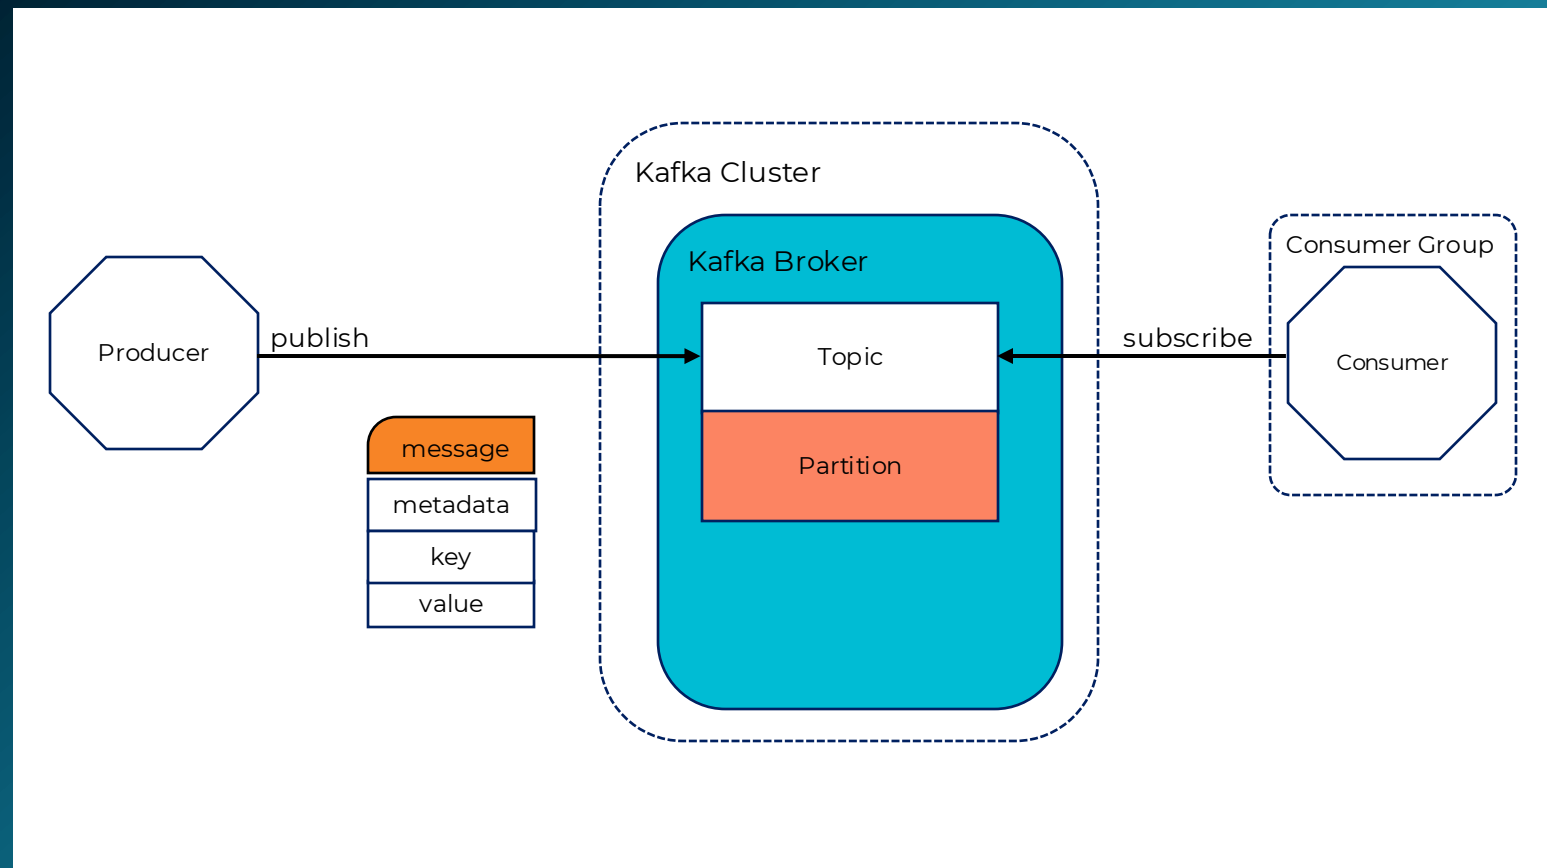 Kafka Cluster
Kafka Broker
Consumer Group
Producer
publish
Topic
subscribe
Consumer
message
Partition
metadata
key
value